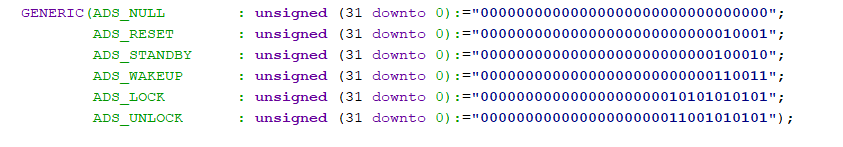 GENERIC(ADS_NULL        : unsigned (31 downto 0):="00000000000000000000000000000000";
ADS_RESET       : unsigned (31 downto 0):="00000000000000000000000000010001";
ADS_STANDBY     : unsigned (31 downto 0):="00000000000000000000000000100010";
ADS_WAKEUP      : unsigned (31 downto 0):="00000000000000000000000000110011";
ADS_LOCK        : unsigned (31 downto 0):="00000000000000000000010101010101";
ADS_UNLOCK      : unsigned (31 downto 0):="00000000000000000000011001010101");